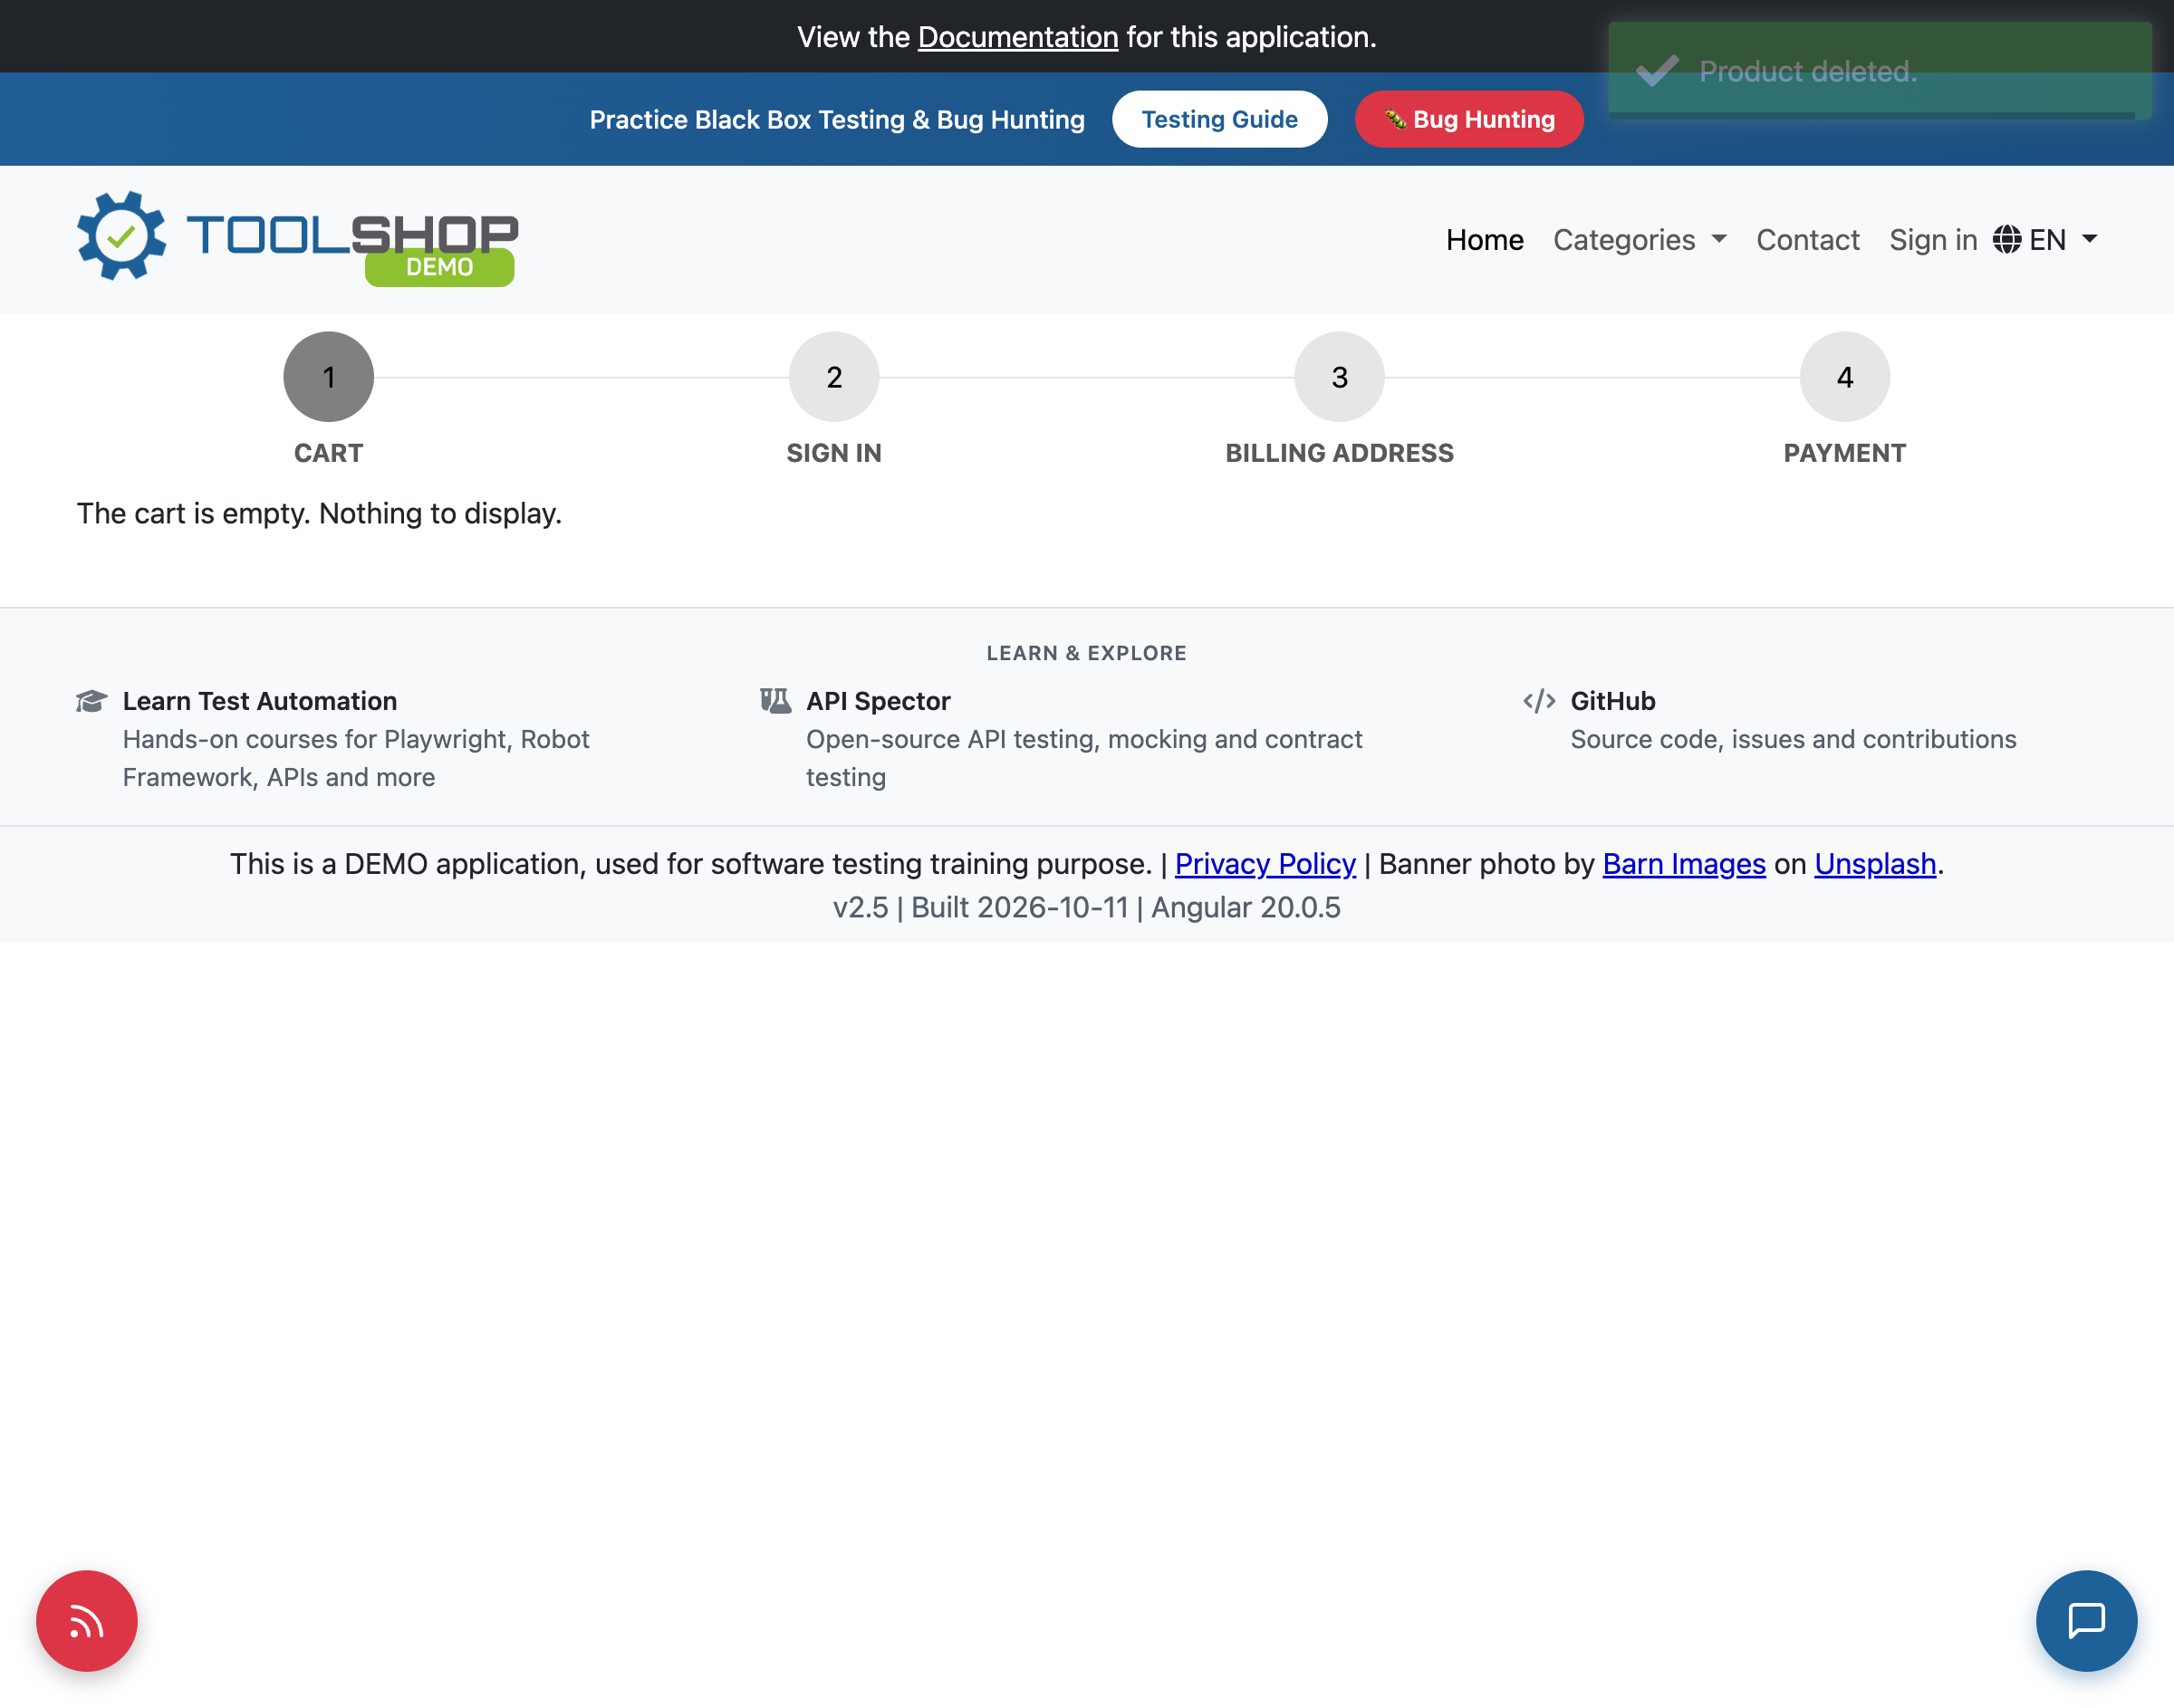 View the Documentation for this application.
Product deleted.
Practice Black Box Testing & Bug Hunting
Testing Guide
Bug Hunting
TOOLSHOP
DEMO
Home
Categories
Contact
Sign in
EN
1
2
3
4
CART
SIGN IN
BILLING ADDRESS
PAYMENT
The cart is empty. Nothing to display.
LEARN & EXPLORE
Learn Test Automation
Hands-on courses for Playwright, Robot
Framework, APIs and more
API Spector
Open-source API testing, mocking and contract
testing
GitHub
Source code, issues and contributions
This is a DEMO application, used for software testing training purpose. | Privacy Policy | Banner photo by Barn Images on Unsplash.
v2.5 | Built 2026-10-11 | Angular 20.0.5